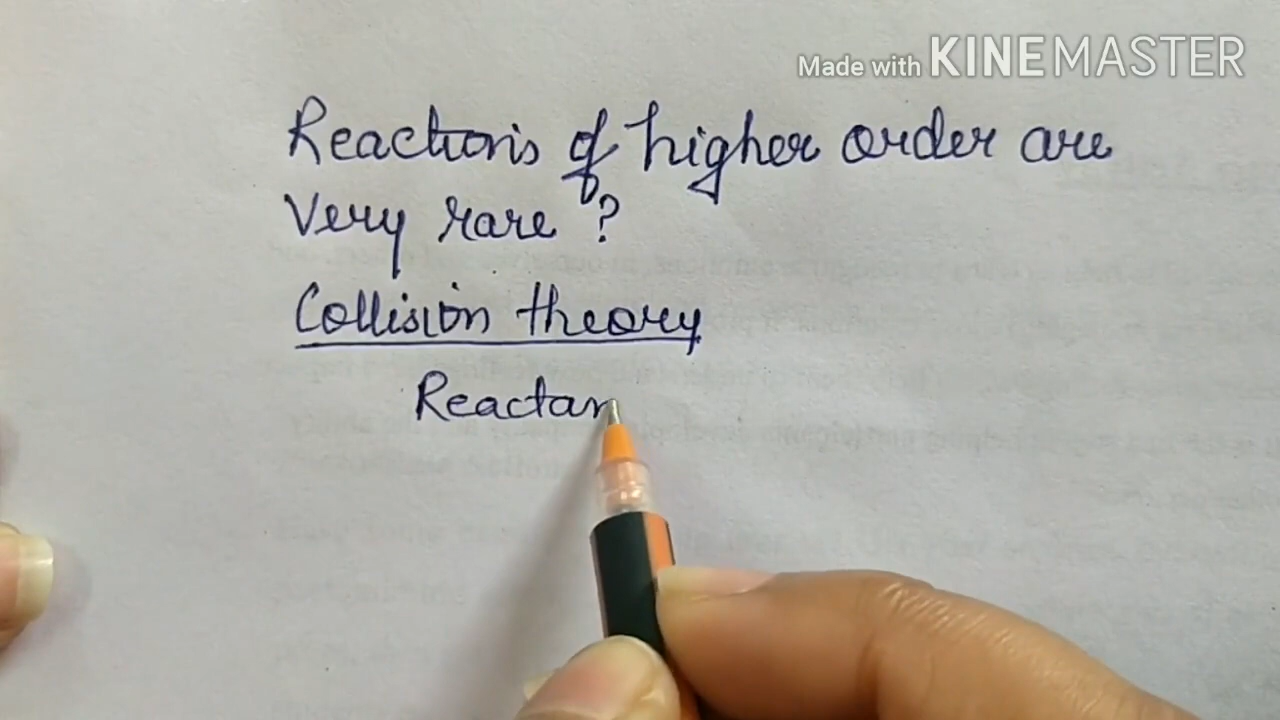 Made with KINEMASTER
Reactions of higher order are
Very rare ?
Collision theory
Reactan